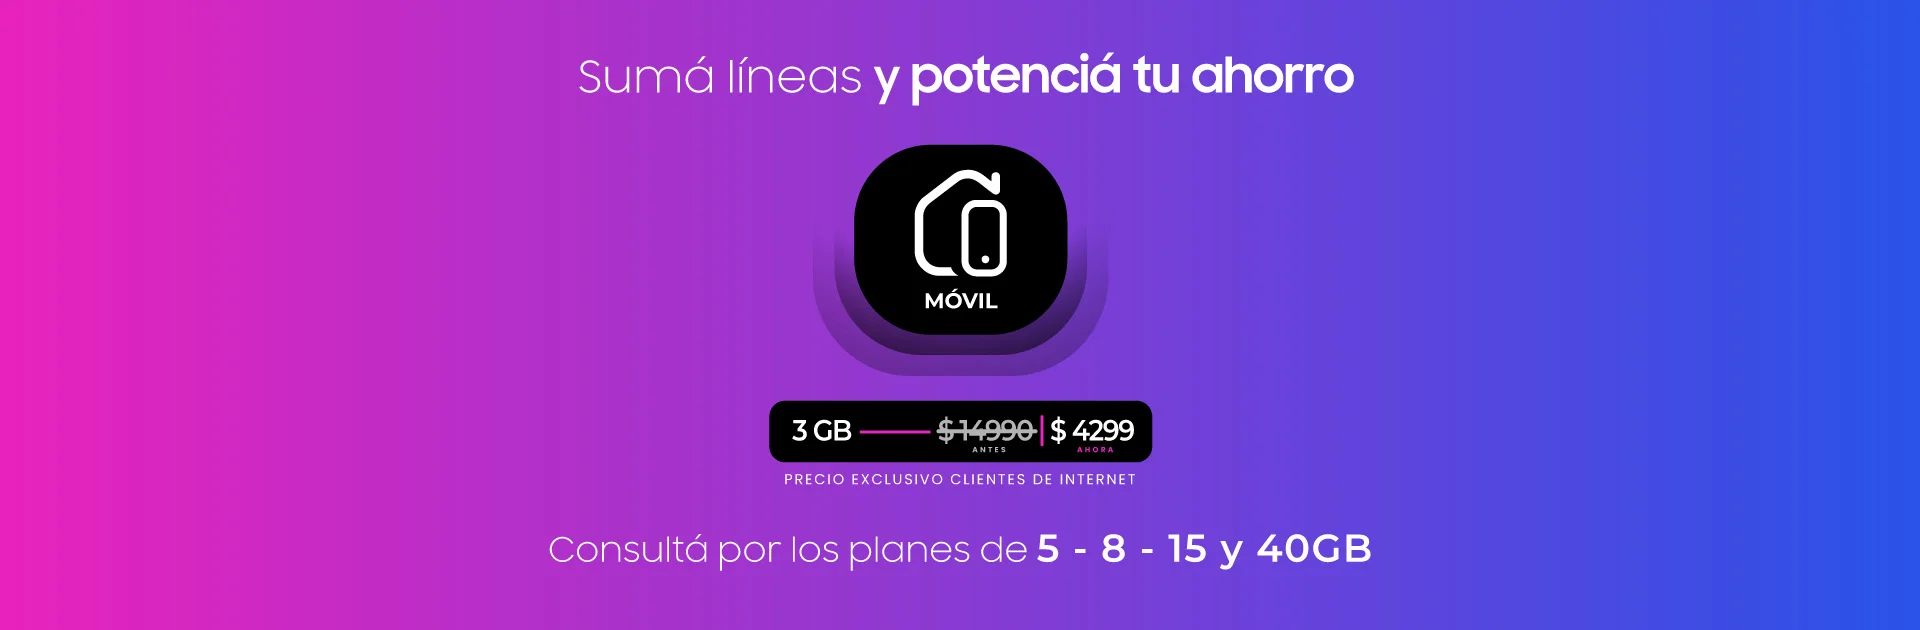 Sumá líneas y potenciá tu ahorro
MÓVIL
3 GB $ 14990 $ 4299
ANTES AHORA
PRECIO EXCLUSIVO CLIENTES DE INTERNET
Consultá por los planes de 5 - 8 - 15 y 40GB